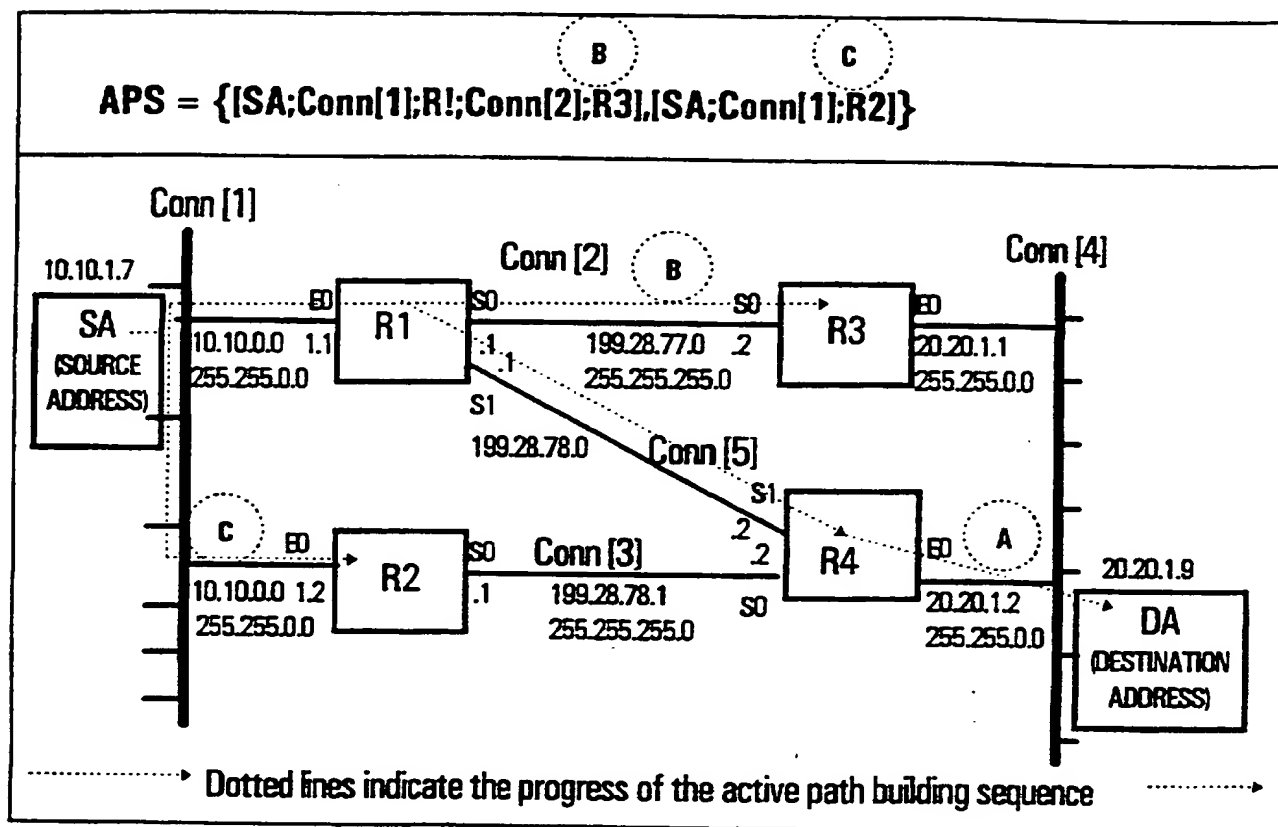 B
C
APS = {[SA;Conn[1];R!;Conn[2];R3],[SA;Conn[1];R2]}
Conn [1]
Conn [2]
B
Conn [4]
10.10.1.7
SA
(SOURCE
ADDRESS)
E0
R1
S0
S0
R3
E0
10.10.0.0 1.1
255.255.0.0
.1
.1
199.28.77.0 .2
255.255.255.0
20.20.1.1
255.255.0.0
S1
199.28.78.0
Conn [5]
S1
.2
.2
C
E0
R2
S0
Conn [3]
R4
E0
A
10.10.0.0 1.2
255.255.0.0
.1
199.28.78.1
255.255.255.0
S0
20.20.1.2
255.255.0.0
20.20.1.9
DA
(DESTINATION
ADDRESS)
Dotted lines indicate the progress of the active path building sequence